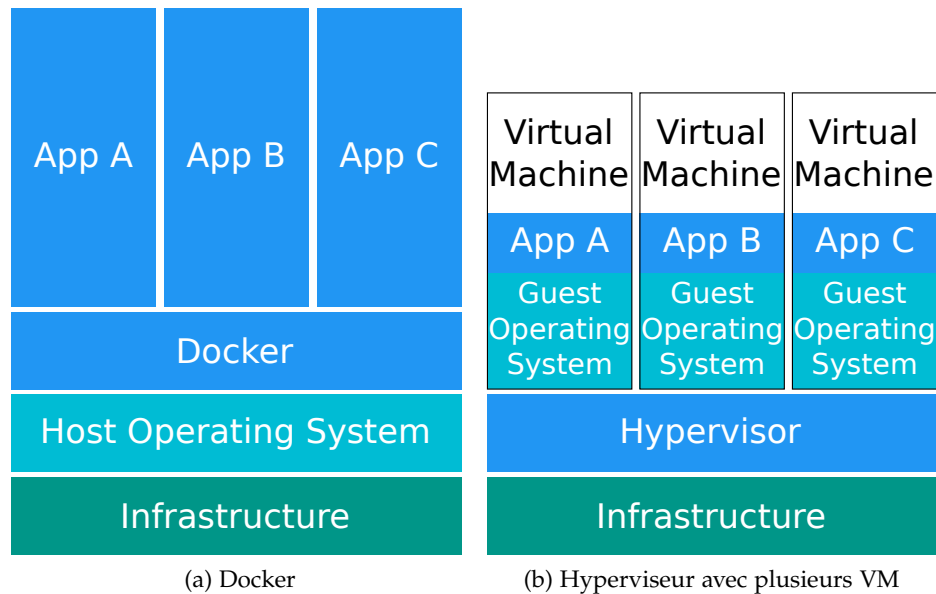 App A
App B
App C
Docker
Host Operating System
Infrastructure
(a) Docker
Virtual
Machine
App A
Guest
Operating
System
Virtual
Machine
App B
Guest
Operating
System
Virtual
Machine
App C
Guest
Operating
System
Hypervisor
Infrastructure
(b) Hyperviseur avec plusieurs VM